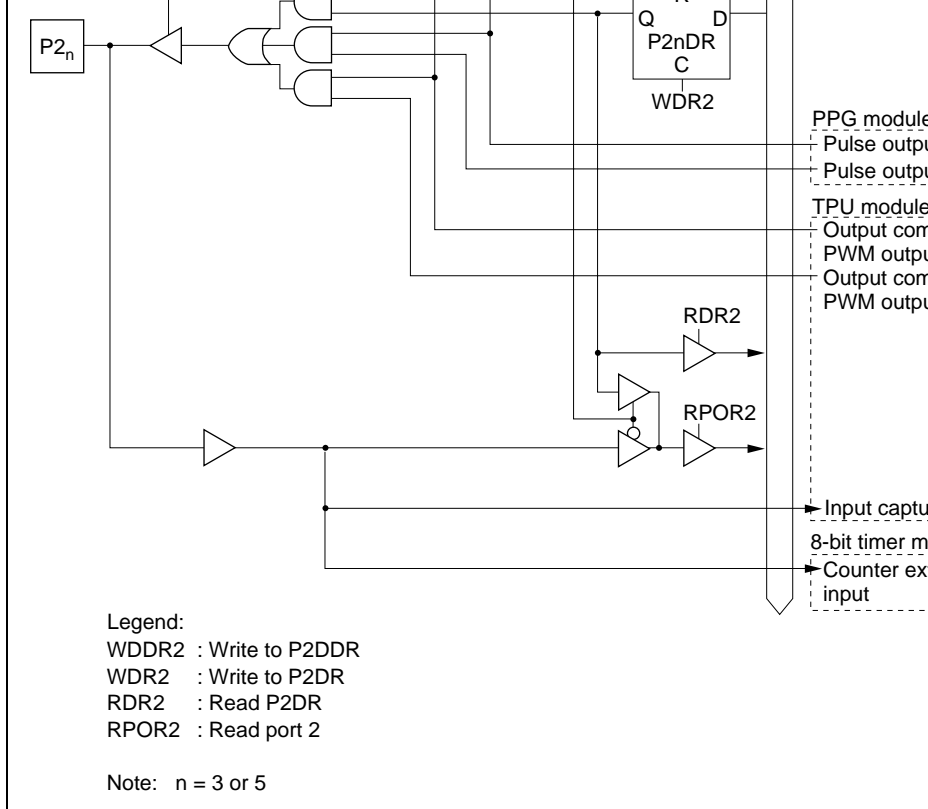 R
Q D
P2n
P2nDR
C
WDR2
PPG module
Pulse outpu
Pulse outpu
TPU module
Output com
PWM outpu
Output com
PWM outpu
RDR2
RPOR2
Input captu
8-bit timer m
Counter ext
input
Legend:
WDDR2 : Write to P2DDR
WDR2 : Write to P2DR
RDR2 : Read P2DR
RPOR2 : Read port 2
Note: n = 3 or 5